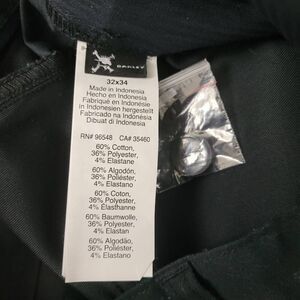 OAKLEY
32x34
Made in Indonesia
Hecho en Indonesia
Fabriqué en Indonésie
in Indonesien hergestellt
Fabricado na Indonésia
Dibuat di Indonesia
RN# 96548 CA# 35460
60% Cotton,
36% Polyester,
4% Elastane
60% Algodón,
36% Poliéster,
4% Elastano
60% Coton,
36% Polyester,
4% Élasthanne
60% Baumwolle,
36% Polyester,
4% Elastan
60% Algodão,
36% Poliéster,
4% Elastano